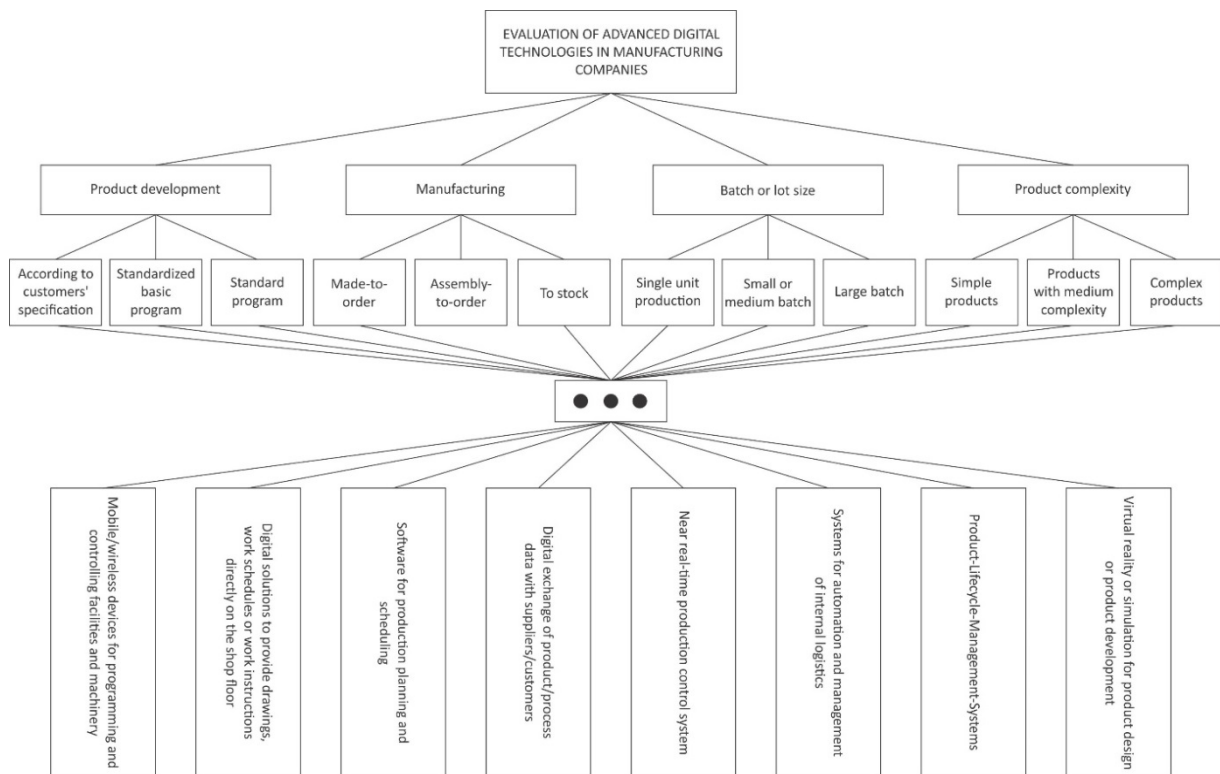 EVALUATION OF ADVANCED DIGITAL
TECHNOLOGIES IN MANUFACTURING
COMPANIES
Product development
Manufacturing
Batch or lot size
Product complexity
According to
customers'
specification
Standardized
basic
program
Standard
program
Made-to-
order
Assembly-
to-order
To stock
Single unit
production
Small or
medium batch
Large batch
Simple
products
Products
with medium
complexity
Complex
products
Mobile/wireless devices for programming and
controlling facilities and machinery
Digital solutions to provide drawings,
work schedules or work instructions
directly on the shop floor
Software for production planning and
scheduling
Digital exchange of product/process
data with suppliers/customers
Near real-time production control system
Systems for automation and management
of internal logistics
Product-Lifecycle-Management-Systems
Virtual reality or simulation for product design
or product development